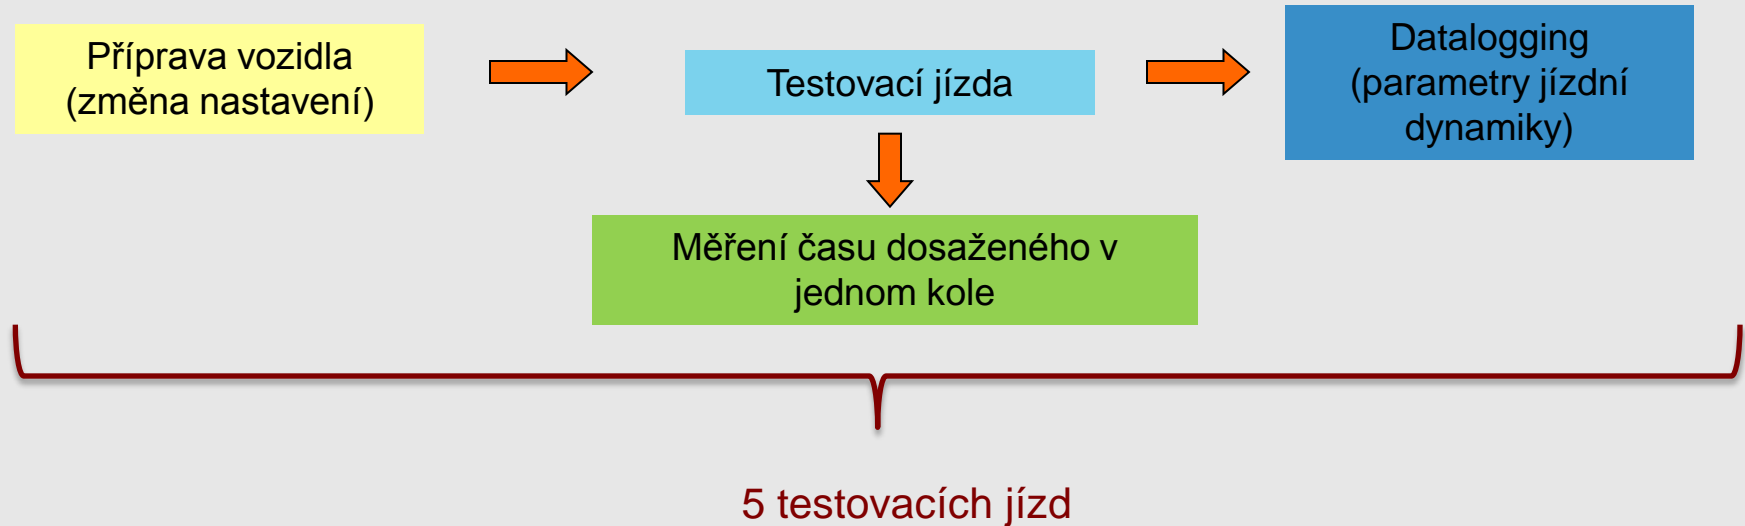 Příprava vozidla
(změna nastavení)
Testovací jízda
Datalogging
(parametry jízdní
dynamiky)
Měření času dosaženého v
jednom kole
5 testovacích jízd